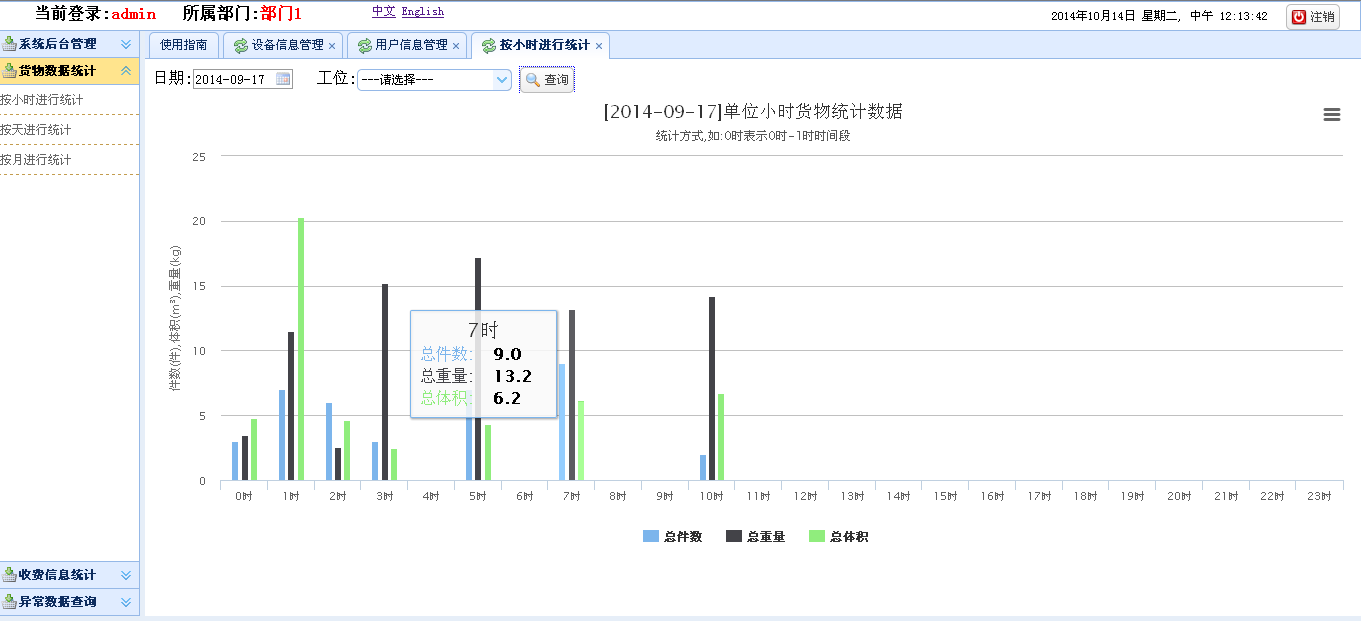 当前登录:admin 所属部门:部门1 中文 English 2014年10月14日 星期二, 中午 12:13:42 注销
系统后台管理
货物数据统计
按小时进行统计
按天进行统计
按月进行统计
收费信息统计
异常数据查询
使用指南 设备信息管理 × 用户信息管理 × 按小时进行统计 ×
日期: 2014-09-17 工位: ---请选择--- 查询
[2014-09-17]单位小时货物统计数据
统计方式,如:0时表示0时-1时时间段
件数(件),体积(m³),重量(kg)
25
20
15
10
5
0
7时
总件数: 9.0
总重量: 13.2
总体积: 6.2
0时 1时 2时 3时 4时 5时 6时 7时 8时 9时 10时 11时 12时 13时 14时 15时 16时 17时 18时 19时 20时 21时 22时 23时
总件数 总重量 总体积